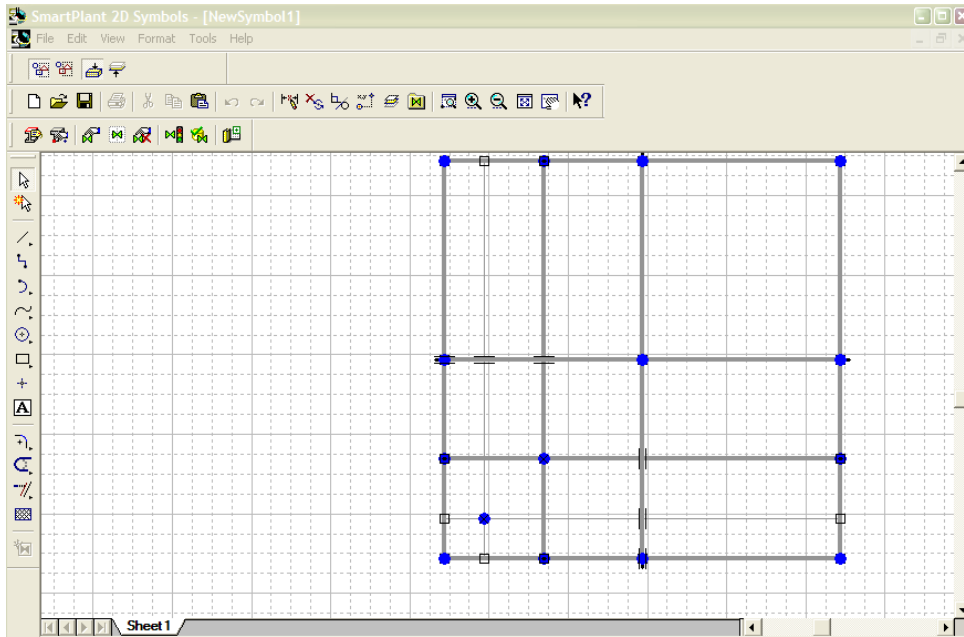 SmartPlant 2D Symbols - [NewSymbol1]
File Edit View Format Tools Help
A
Sheet1